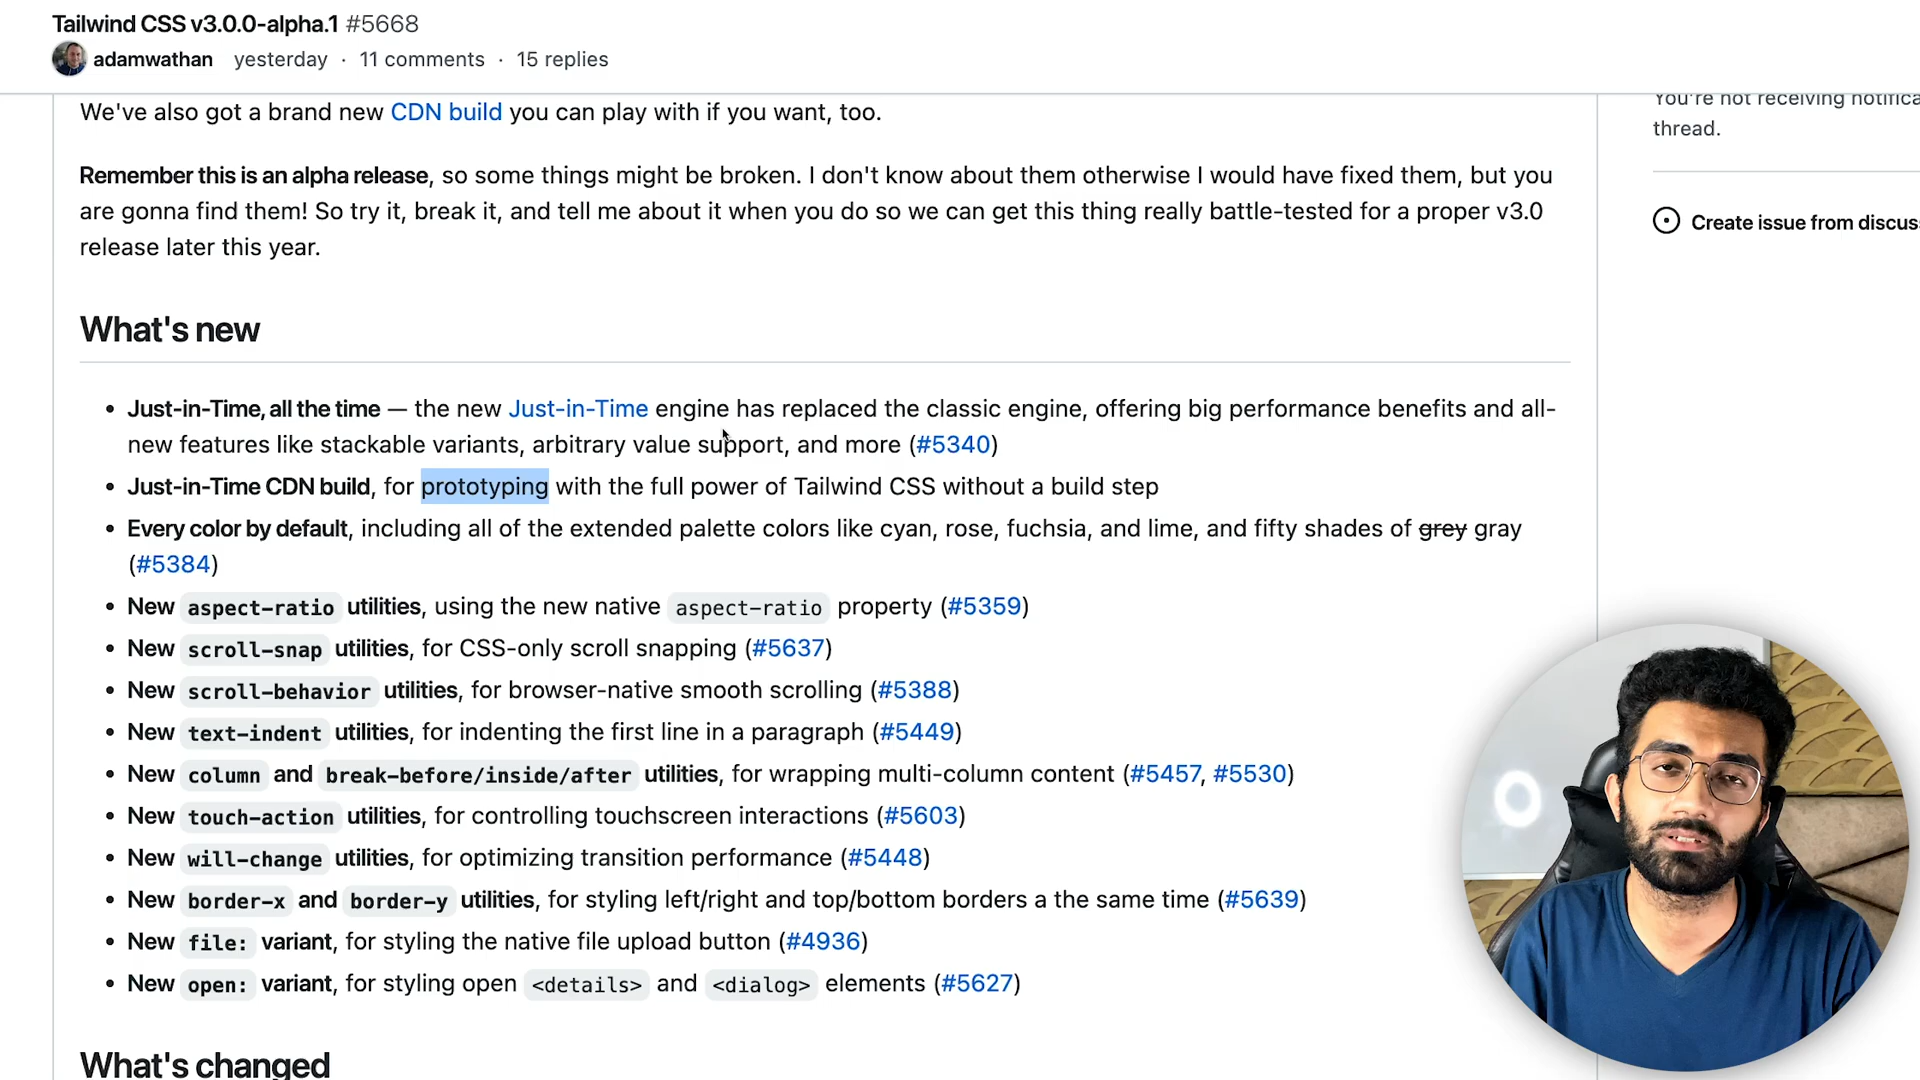 Tailwind CSS v3.0.0-alpha.1 #5668
adamwathan yesterday · 11 comments · 15 replies
We've also got a brand new CDN build you can play with if you want, too.
Remember this is an alpha release, so some things might be broken. I don't know about them otherwise I would have fixed them, but you
are gonna find them! So try it, break it, and tell me about it when you do so we can get this thing really battle-tested for a proper v3.0
release later this year.
What's new
• Just-in-Time, all the time — the new Just-in-Time engine has replaced the classic engine, offering big performance benefits and all-
new features like stackable variants, arbitrary value support, and more (#5340)
• Just-in-Time CDN build, for prototyping with the full power of Tailwind CSS without a build step
• Every color by default, including all of the extended palette colors like cyan, rose, fuchsia, and lime, and fifty shades of grey gray
(#5384)
• New aspect-ratio utilities, using the new native aspect-ratio property (#5359)
• New scroll-snap utilities, for CSS-only scroll snapping (#5637)
• New scroll-behavior utilities, for browser-native smooth scrolling (#5388)
• New text-indent utilities, for indenting the first line in a paragraph (#5449)
• New column and break-before/inside/after utilities, for wrapping multi-column content (#5457, #5530)
• New touch-action utilities, for controlling touchscreen interactions (#5603)
• New will-change utilities, for optimizing transition performance (#5448)
• New border-x and border-y utilities, for styling left/right and top/bottom borders a the same time (#5639)
• New file: variant, for styling the native file upload button (#4936)
• New open: variant, for styling open <details> and <dialog> elements (#5627)
What's changed
You're not receiving notifica
thread.
Create issue from discus